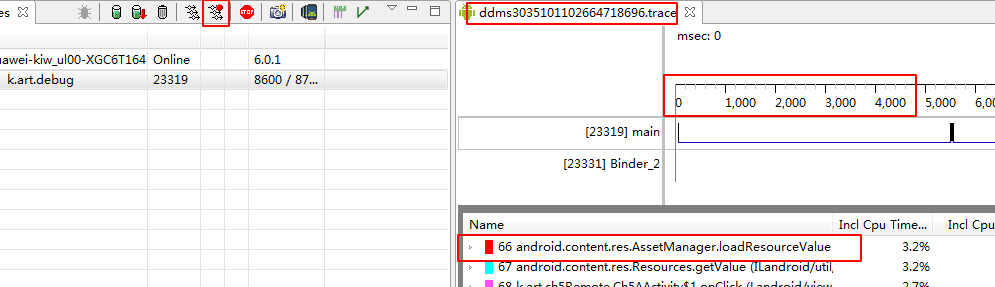 es
awei-kiw_ul00-XGC6T164 Online 6.0.1
k.art.debug 23319 8600 / 87...
ddms3035101102664718696.trace
msec: 0
0 1,000 2,000 3,000 4,000 5,000 6,0
[23319] main
[23331] Binder_2
Name Incl Cpu Time... Incl Cp
66 android.content.res.AssetManager.loadResourceValue 3.2%
67 android.content.res.Resources.getValue (ILandroid/util, 3.2%
68 k.art.ch5Remote.Ch5AActivity$1.onClick (Landroid/view 2.7%
STOP